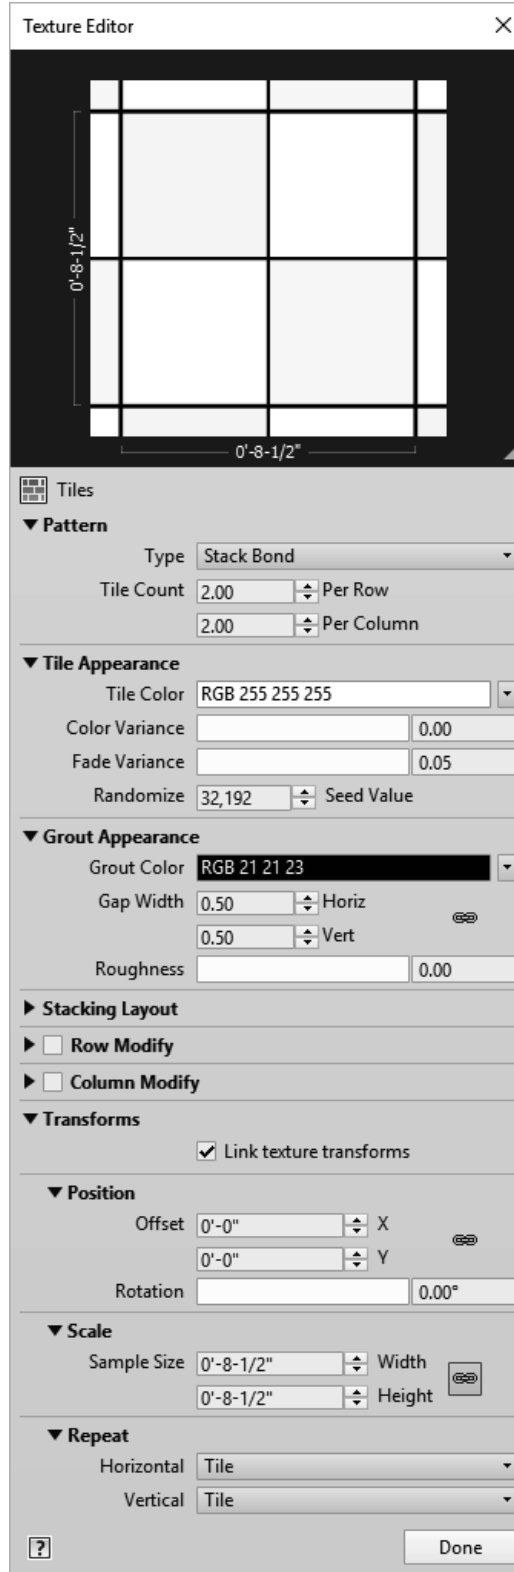 Texture Editor
0'-8-1/2"
0'-8-1/2"
Tiles
Pattern
Type Stack Bond
Tile Count 2.00 Per Row
2.00 Per Column
Tile Appearance
Tile Color RGB 255 255 255
Color Variance 0.00
Fade Variance 0.05
Randomize 32,192 Seed Value
Grout Appearance
Grout Color RGB 21 21 23
Gap Width 0.50 Horiz
0.50 Vert
Roughness 0.00
Stacking Layout
Row Modify
Column Modify
Transforms
Link texture transforms
Position
Offset 0'-0" X
0'-0" Y
Rotation 0.00°
Scale
Sample Size 0'-8-1/2" Width
0'-8-1/2" Height
Repeat
Horizontal Tile
Vertical Tile
? Done